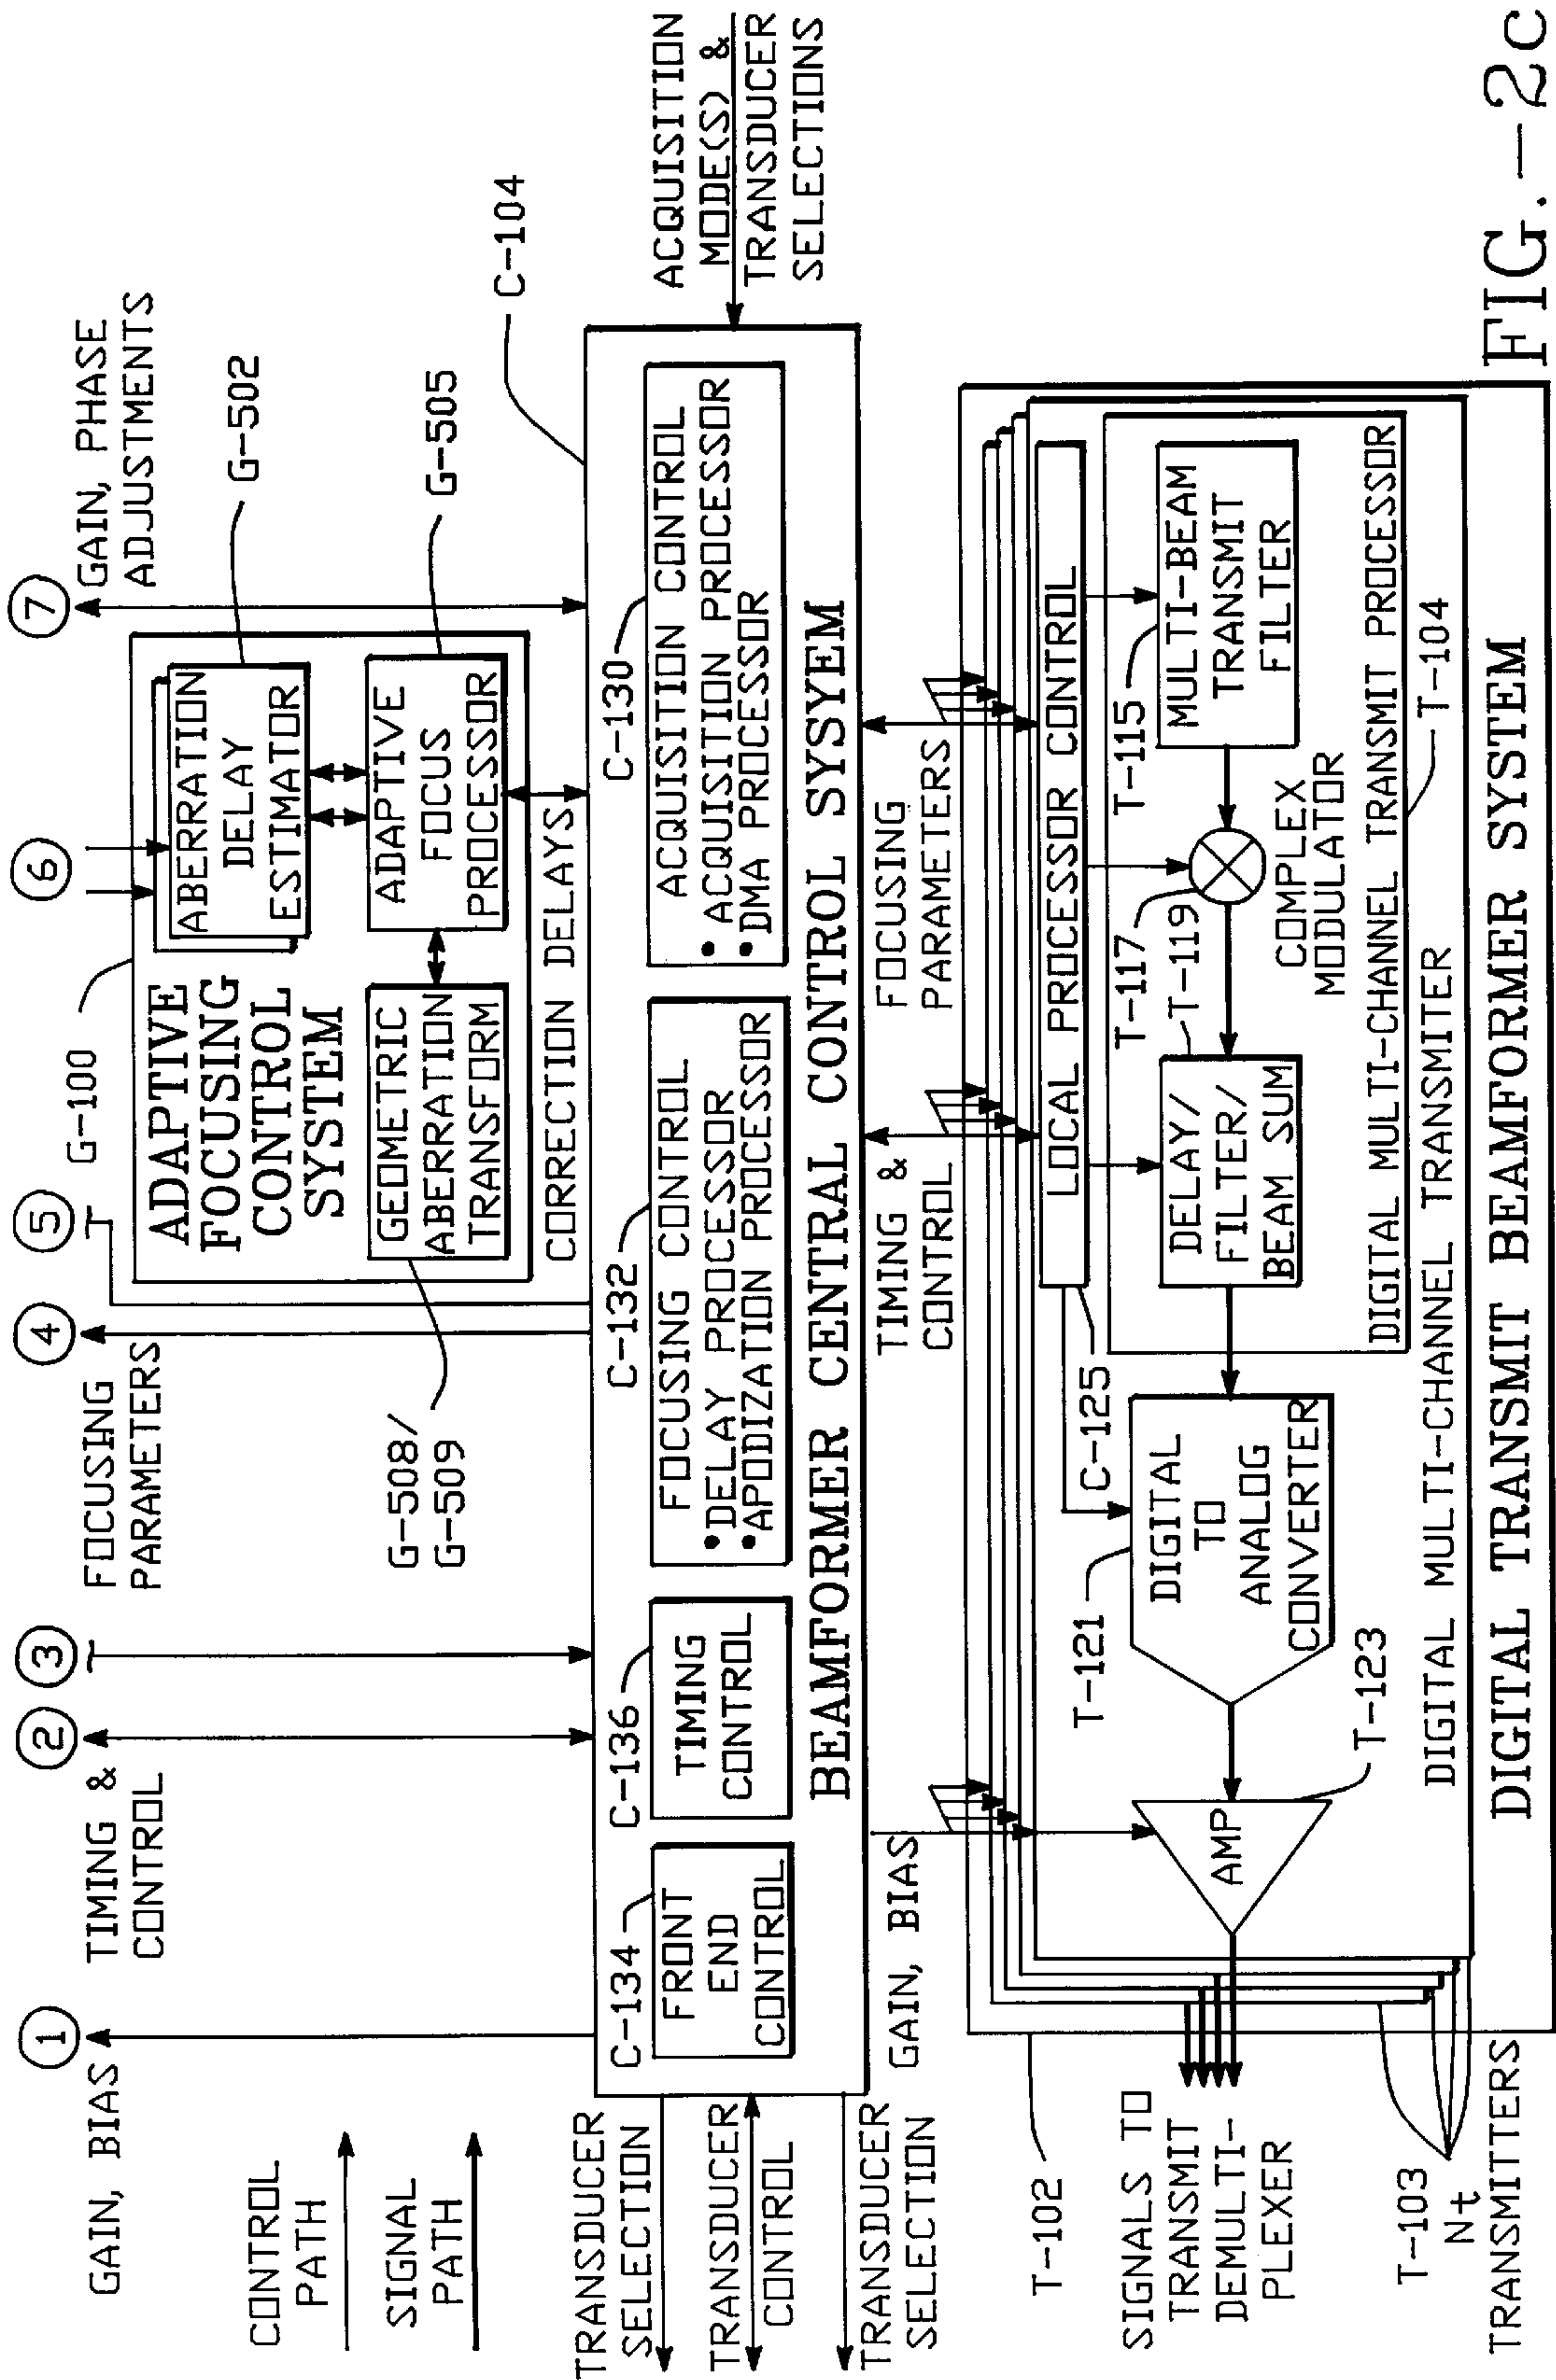 1
2
3
4
5
6
7
GAIN, BIAS
TIMING &
CONTROL
FOCUSING
PARAMETERS
G-100
GAIN, PHASE
ADJUSTMENTS
CONTROL
PATH
SIGNAL
PATH
ADAPTIVE
FOCUSING
CONTROL
SYSTEM
ABERRATION
DELAY
ESTIMATOR
G-502
GEOMETRIC
ABERRATION
TRANSFORM
ADAPTIVE
FOCUS
PROCESSOR
G-505
G-508/
G-509
CORRECTION DELAYS
C-104
TRANSDUCER
SELECTION
TRANSDUCER
CONTROL
TRANSDUCER
SELECTION
C-134
FRONT
END
CONTROL
C-136
TIMING
CONTROL
C-132
FOCUSING CONTROL
•DELAY PROCESSOR
•APODIZATION PROCESSOR
C-130
ACQUISITION CONTROL
• ACQUISITION PROCESSOR
• DMA PROCESSOR
BEAMFORMER CENTRAL CONTROL SYSYEM
ACQUISITION
MODE(S) &
TRANSDUCER
SELECTIONS
GAIN, BIAS
TIMING &
CONTROL
FOCUSING
PARAMETERS
T-102
LOCAL PROCESSOR CONTROL
C-125
T-121
T-117
T-119
T-115
SIGNALS TO
TRANSMIT
DEMULTI-
PLEXER
AMP
T-123
DIGITAL
TO
ANALOG
CONVERTER
DELAY/
FILTER/
BEAM SUM
COMPLEX
MODULATOR
MULTI-BEAM
TRANSMIT
FILTER
DIGITAL MULTI-CHANNEL TRANSMIT PROCESSOR
T-104
DIGITAL MULTI-CHANNEL TRANSMITTER
T-103
Nt
TRANSMITTERS
DIGITAL TRANSMIT BEAMFORMER SYSTEM
FIG.-2c